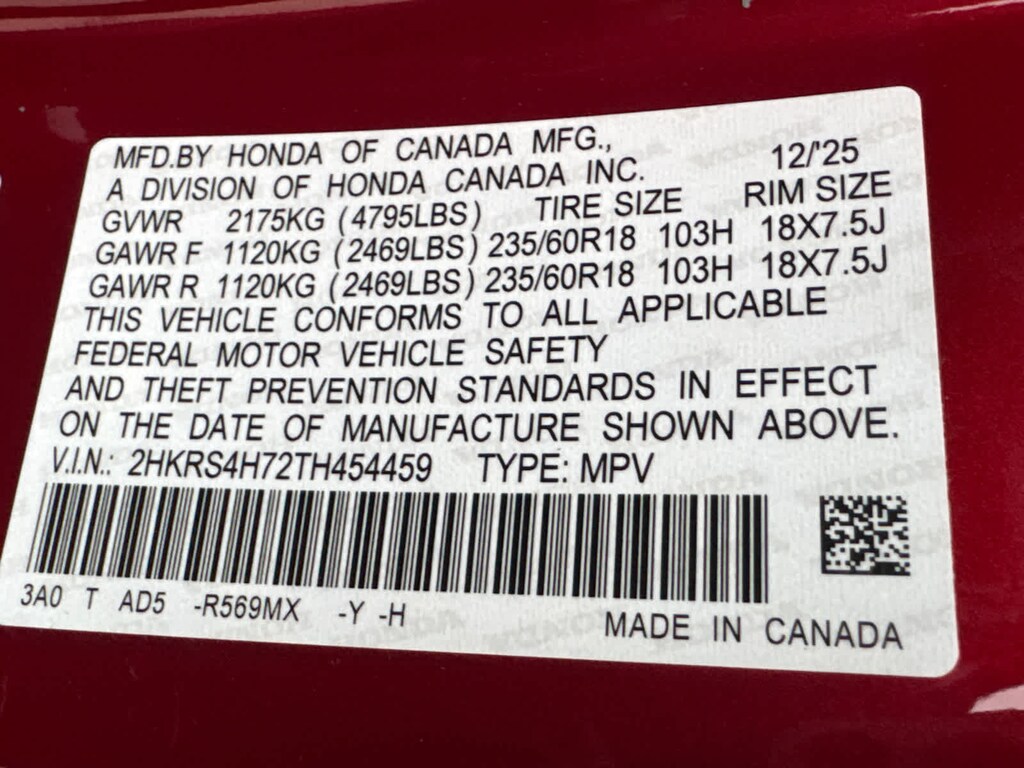 MFD.BY HONDA OF CANADA MFG.,
A DIVISION OF HONDA CANADA INC. 12/'25
GVWR 2175KG (4795LBS) TIRE SIZE RIM SIZE
GAWR F 1120KG (2469LBS) 235/60R18 103H 18X7.5J
GAWR R 1120KG (2469LBS) 235/60R18 103H 18X7.5J
THIS VEHICLE CONFORMS TO ALL APPLICABLE
FEDERAL MOTOR VEHICLE SAFETY
AND THEFT PREVENTION STANDARDS IN EFFECT
ON THE DATE OF MANUFACTURE SHOWN ABOVE.
V.I.N.: 2HKRS4H72TH454459 TYPE: MPV
3A0 T AD5 -R569MX -Y -H
MADE IN CANADA